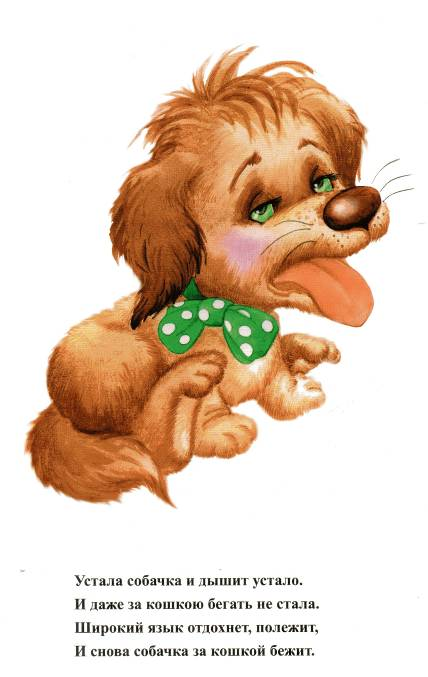 Устала собачка и дышит устало.
И даже за кошкою бегать не стала.
Широкий язык отдохнет, полежит,
И снова собачка за кошкой бежит.